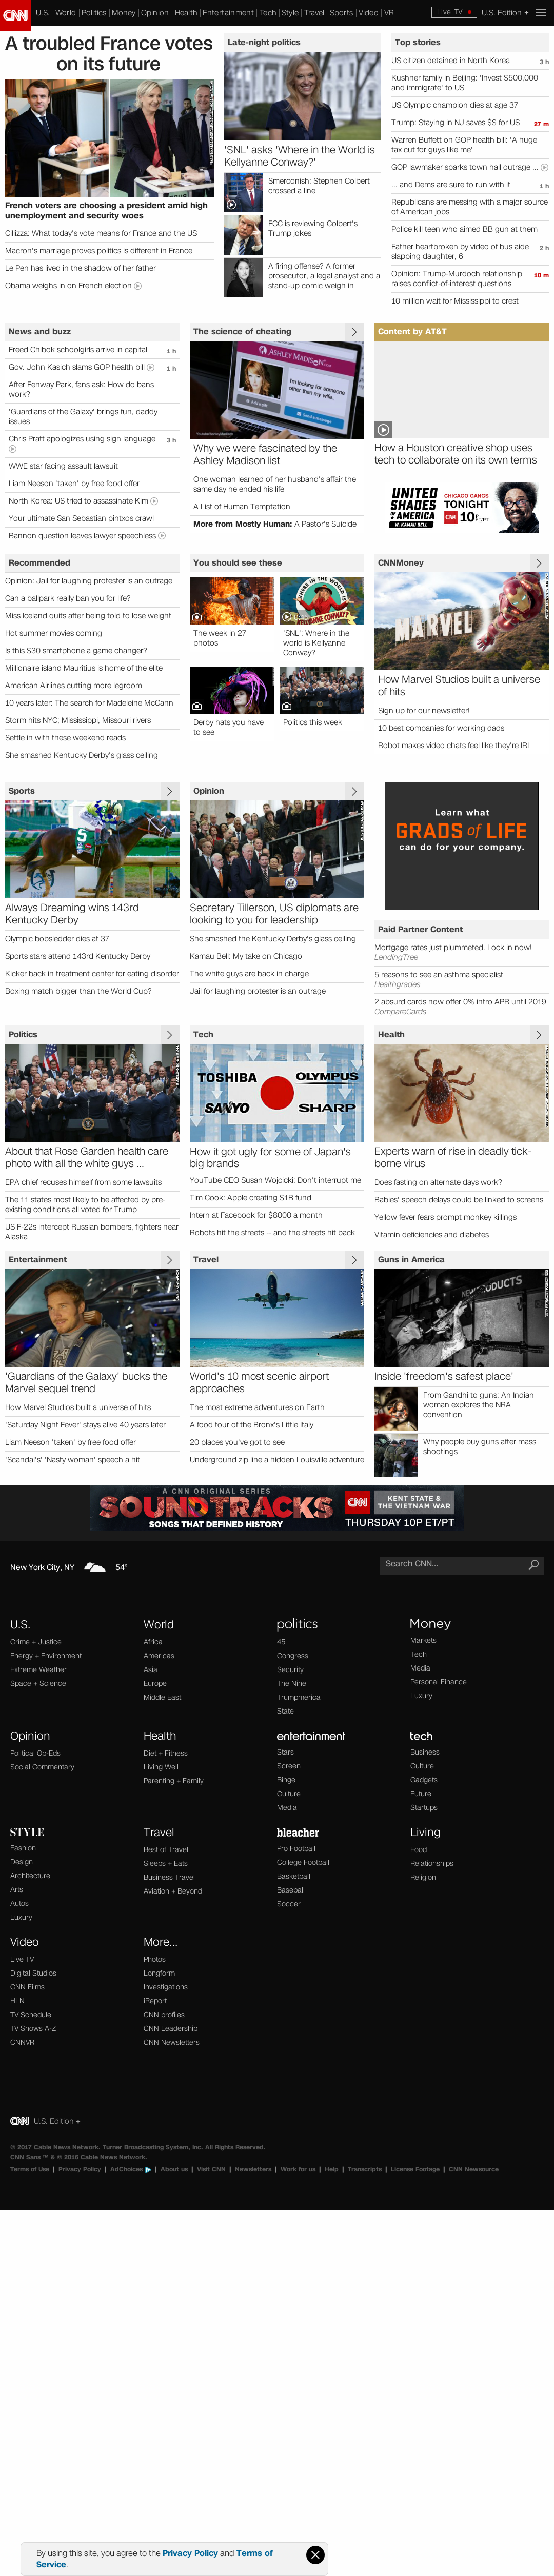 CNN
U.S. World Politics Money Opinion Health Entertainment Tech Style Travel Sports Video VR
Live TV
U.S. Edition +
A troubled France votes
on its future
French voters are choosing a president amid high
unemployment and security woes
Cillizza: What today's vote means for France and the US
Macron's marriage proves politics is different in France
Le Pen has lived in the shadow of her father
Obama weighs in on French election
Late-night politics
'SNL' asks 'Where in the World is
Kellyanne Conway?'
Smerconish: Stephen Colbert
crossed a line
FCC is reviewing Colbert's
Trump jokes
A firing offense? A former
prosecutor, a legal analyst and a
stand-up comic weigh in
Top stories
US citizen detained in North Korea
3 h
Kushner family in Beijing: 'Invest $500,000
and immigrate' to US
US Olympic champion dies at age 37
Trump: Staying in NJ saves $$ for US
27 m
Warren Buffett on GOP health bill: 'A huge
tax cut for guys like me'
GOP lawmaker sparks town hall outrage ...
... and Dems are sure to run with it
1 h
Republicans are messing with a major source
of American jobs
Police kill teen who aimed BB gun at them
Father heartbroken by video of bus aide
slapping daughter, 6
2 h
Opinion: Trump-Murdoch relationship
raises conflict-of-interest questions
10 m
10 million wait for Mississippi to crest
News and buzz
Freed Chibok schoolgirls arrive in capital
1 h
Gov. John Kasich slams GOP health bill
1 h
After Fenway Park, fans ask: How do bans
work?
'Guardians of the Galaxy' brings fun, daddy
issues
Chris Pratt apologizes using sign language
3 h
WWE star facing assault lawsuit
Liam Neeson 'taken' by free food offer
North Korea: US tried to assassinate Kim
Your ultimate San Sebastian pintxos crawl
Bannon question leaves lawyer speechless
The science of cheating
ASHLEY MADISON
I'm looking for
someone other
than my wife.
Why we were fascinated by the
Ashley Madison list
One woman learned of her husband's affair the
same day he ended his life
A List of Human Temptation
More from Mostly Human: A Pastor's Suicide
Content by AT&T
How a Houston creative shop uses
tech to collaborate on its own terms
UNITED
SHADES
OF AMERICA
W. KAMAU BELL
CHICAGO GANGS
TONIGHT
CNN 10P ET/PT
Recommended
Opinion: Jail for laughing protester is an outrage
Can a ballpark really ban you for life?
Miss Iceland quits after being told to lose weight
Hot summer movies coming
Is this $30 smartphone a game changer?
Millionaire island Mauritius is home of the elite
American Airlines cutting more legroom
10 years later: The search for Madeleine McCann
Storm hits NYC; Mississippi, Missouri rivers
Settle in with these weekend reads
She smashed Kentucky Derby's glass ceiling
You should see these
The week in 27
photos
WHERE IN THE WORLD IS
KELLYANNE CONWAY?
'SNL': Where in the
world is Kellyanne
Conway?
Derby hats you have
to see
Politics this week
CNNMoney
MARVEL
How Marvel Studios built a universe
of hits
Sign up for our newsletter!
10 best companies for working dads
Robot makes video chats feel like they're IRL
Sports
5
Always Dreaming wins 143rd
Kentucky Derby
Olympic bobsledder dies at 37
Sports stars attend 143rd Kentucky Derby
Kicker back in treatment center for eating disorder
Boxing match bigger than the World Cup?
Opinion
Secretary Tillerson, US diplomats are
looking to you for leadership
She smashed the Kentucky Derby's glass ceiling
Kamau Bell: My take on Chicago
The white guys are back in charge
Jail for laughing protester is an outrage
Learn what
GRADS of LIFE
can do for your company.
Paid Partner Content
Mortgage rates just plummeted. Lock in now!
LendingTree
5 reasons to see an asthma specialist
Healthgrades
2 absurd cards now offer 0% intro APR until 2019
CompareCards
Politics
About that Rose Garden health care
photo with all the white guys ...
EPA chief recuses himself from some lawsuits
The 11 states most likely to be affected by pre-
existing conditions all voted for Trump
US F-22s intercept Russian bombers, fighters near
Alaska
Tech
TOSHIBA OLYMPUS
SANYO SHARP
How it got ugly for some of Japan's
big brands
YouTube CEO Susan Wojcicki: Don't interrupt me
Tim Cook: Apple creating $1B fund
Intern at Facebook for $8000 a month
Robots hit the streets -- and the streets hit back
Health
Experts warn of rise in deadly tick-
borne virus
Does fasting on alternate days work?
Babies' speech delays could be linked to screens
Yellow fever fears prompt monkey killings
Vitamin deficiencies and diabetes
Entertainment
'Guardians of the Galaxy' bucks the
Marvel sequel trend
How Marvel Studios built a universe of hits
'Saturday Night Fever' stays alive 40 years later
Liam Neeson 'taken' by free food offer
'Scandal's' 'Nasty woman' speech a hit
Travel
World's 10 most scenic airport
approaches
The most extreme adventures on Earth
A food tour of the Bronx's Little Italy
20 places you've got to see
Underground zip line a hidden Louisville adventure
Guns in America
Inside 'freedom's safest place'
From Gandhi to guns: An Indian
woman explores the NRA
convention
Why people buy guns after mass
shootings
A CNN ORIGINAL SERIES
SOUNDTRACKS
SONGS THAT DEFINED HISTORY
CNN
KENT STATE &
THE VIETNAM WAR
THURSDAY 10P ET/PT
New York City, NY
54°
Search CNN...
U.S.
Crime + Justice
Energy + Environment
Extreme Weather
Space + Science
World
Africa
Americas
Asia
Europe
Middle East
politics
45
Congress
Security
The Nine
Trumpmerica
State
Money
Markets
Tech
Media
Personal Finance
Luxury
Opinion
Political Op-Eds
Social Commentary
Health
Diet + Fitness
Living Well
Parenting + Family
entertainment
Stars
Screen
Binge
Culture
Media
tech
Business
Culture
Gadgets
Future
Startups
STYLE
Fashion
Design
Architecture
Arts
Autos
Luxury
Travel
Best of Travel
Sleeps + Eats
Business Travel
Aviation + Beyond
bleacher
Pro Football
College Football
Basketball
Baseball
Soccer
Living
Food
Relationships
Religion
Video
Live TV
Digital Studios
CNN Films
HLN
TV Schedule
TV Shows A-Z
CNNVR
More...
Photos
Longform
Investigations
iReport
CNN profiles
CNN Leadership
CNN Newsletters
CNN U.S. Edition +
© 2017 Cable News Network. Turner Broadcasting System, Inc. All Rights Reserved.
CNN Sans ™ & © 2016 Cable News Network.
Terms of Use | Privacy Policy | AdChoices | About us | Visit CNN | Newsletters | Work for us | Help | Transcripts | License Footage | CNN Newsource
By using this site, you agree to the Privacy Policy and Terms of
Service.